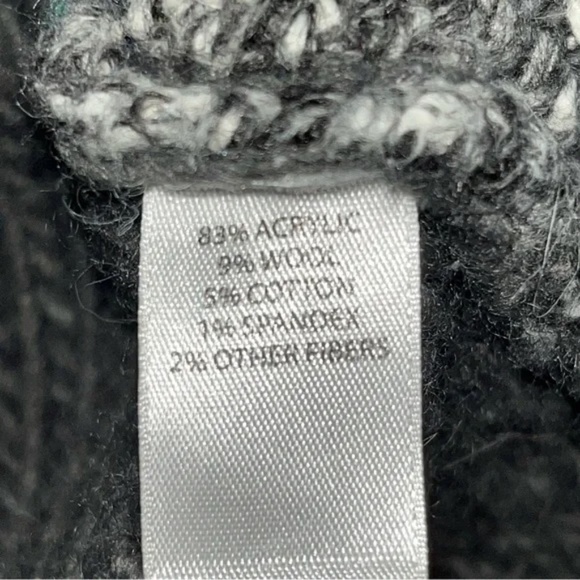 83% ACRYLIC
9% WOOL
5% COTTON
1% SPANDEX
2% OTHER FIBERS